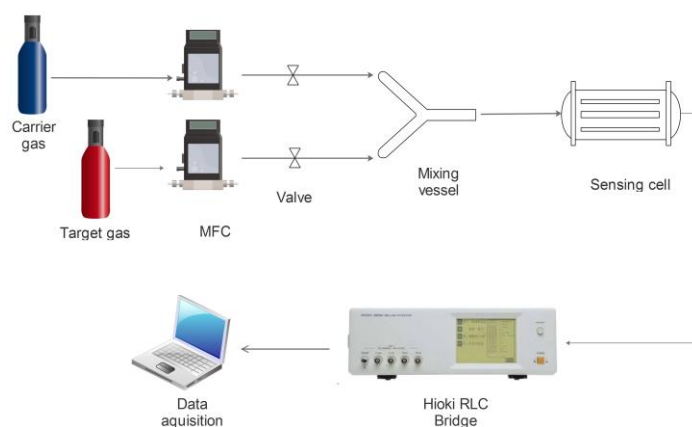 Carrier
gas
Target gas
MFC
Valve
Mixing
vessel
Sensing cell
Data
aquisition
Hioki RLC
Bridge